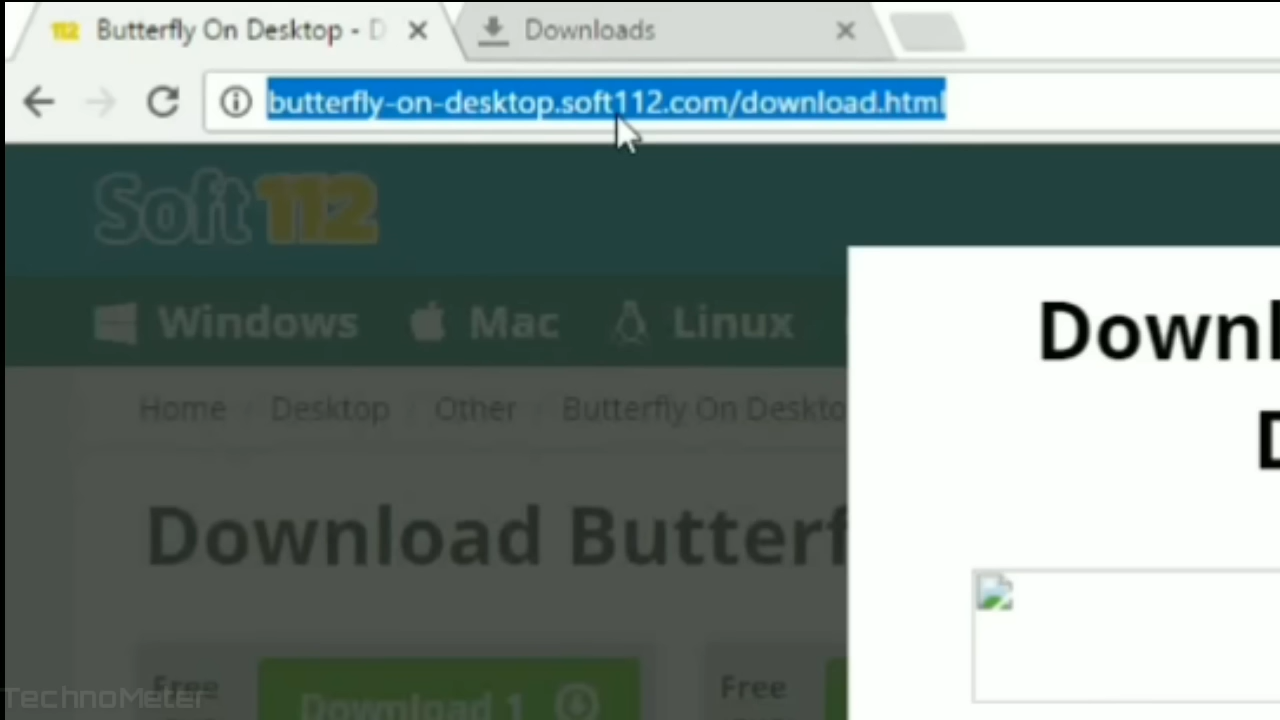 112 Butterfly On Desktop - D
Downloads
butterfly-on-desktop.soft112.com/download.html
Soft112
Windows Mac Linux
Home / Desktop / Other / Butterfly On Deskto
Downl
D
Download Butterf
Free
Download 1
Free
TechnoMeter